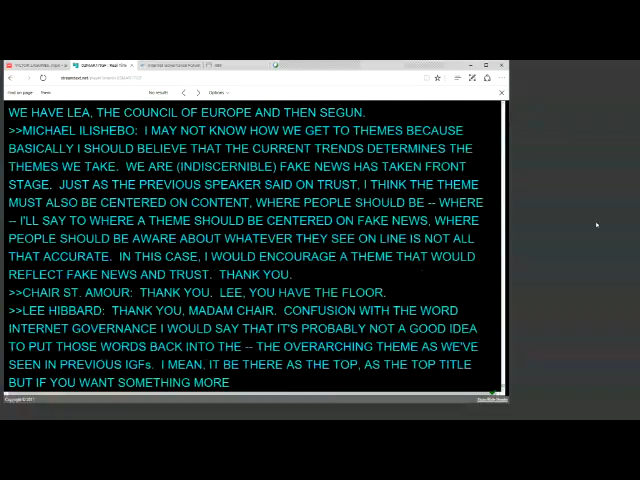 streamtext.net
Find on page
No results
Options
WE HAVE LEA, THE COUNCIL OF EUROPE AND THEN SEGUN.
>>MICHAEL ILISHEBO:  I MAY NOT KNOW HOW WE GET TO THEMES BECAUSE
BASICALLY I SHOULD BELIEVE THAT THE CURRENT TRENDS DETERMINES THE
THEMES WE TAKE.  WE ARE (INDISCERNIBLE) FAKE NEWS HAS TAKEN FRONT
STAGE.  JUST AS THE PREVIOUS SPEAKER SAID ON TRUST, I THINK THE THEME
MUST ALSO BE CENTERED ON CONTENT, WHERE PEOPLE SHOULD BE -- WHERE
-- I'LL SAY TO WHERE A THEME SHOULD BE CENTERED ON FAKE NEWS, WHERE
PEOPLE SHOULD BE AWARE ABOUT WHATEVER THEY SEE ON LINE IS NOT ALL
THAT ACCURATE.  IN THIS CASE, I WOULD ENCOURAGE A THEME THAT WOULD
REFLECT FAKE NEWS AND TRUST.  THANK YOU.
>>CHAIR ST. AMOUR:  THANK YOU.  LEE, YOU HAVE THE FLOOR.
>>LEE HIBBARD:  THANK YOU, MADAM CHAIR.  CONFUSION WITH THE WORD
INTERNET GOVERNANCE I WOULD SAY THAT IT'S PROBABLY NOT A GOOD IDEA
TO PUT THOSE WORDS BACK INTO THE -- THE OVERARCHING THEME AS WE'VE
SEEN IN PREVIOUS IGFs.  I MEAN, IT BE THERE AS THE TOP, AS THE TOP TITLE
BUT IF YOU WANT SOMETHING MORE